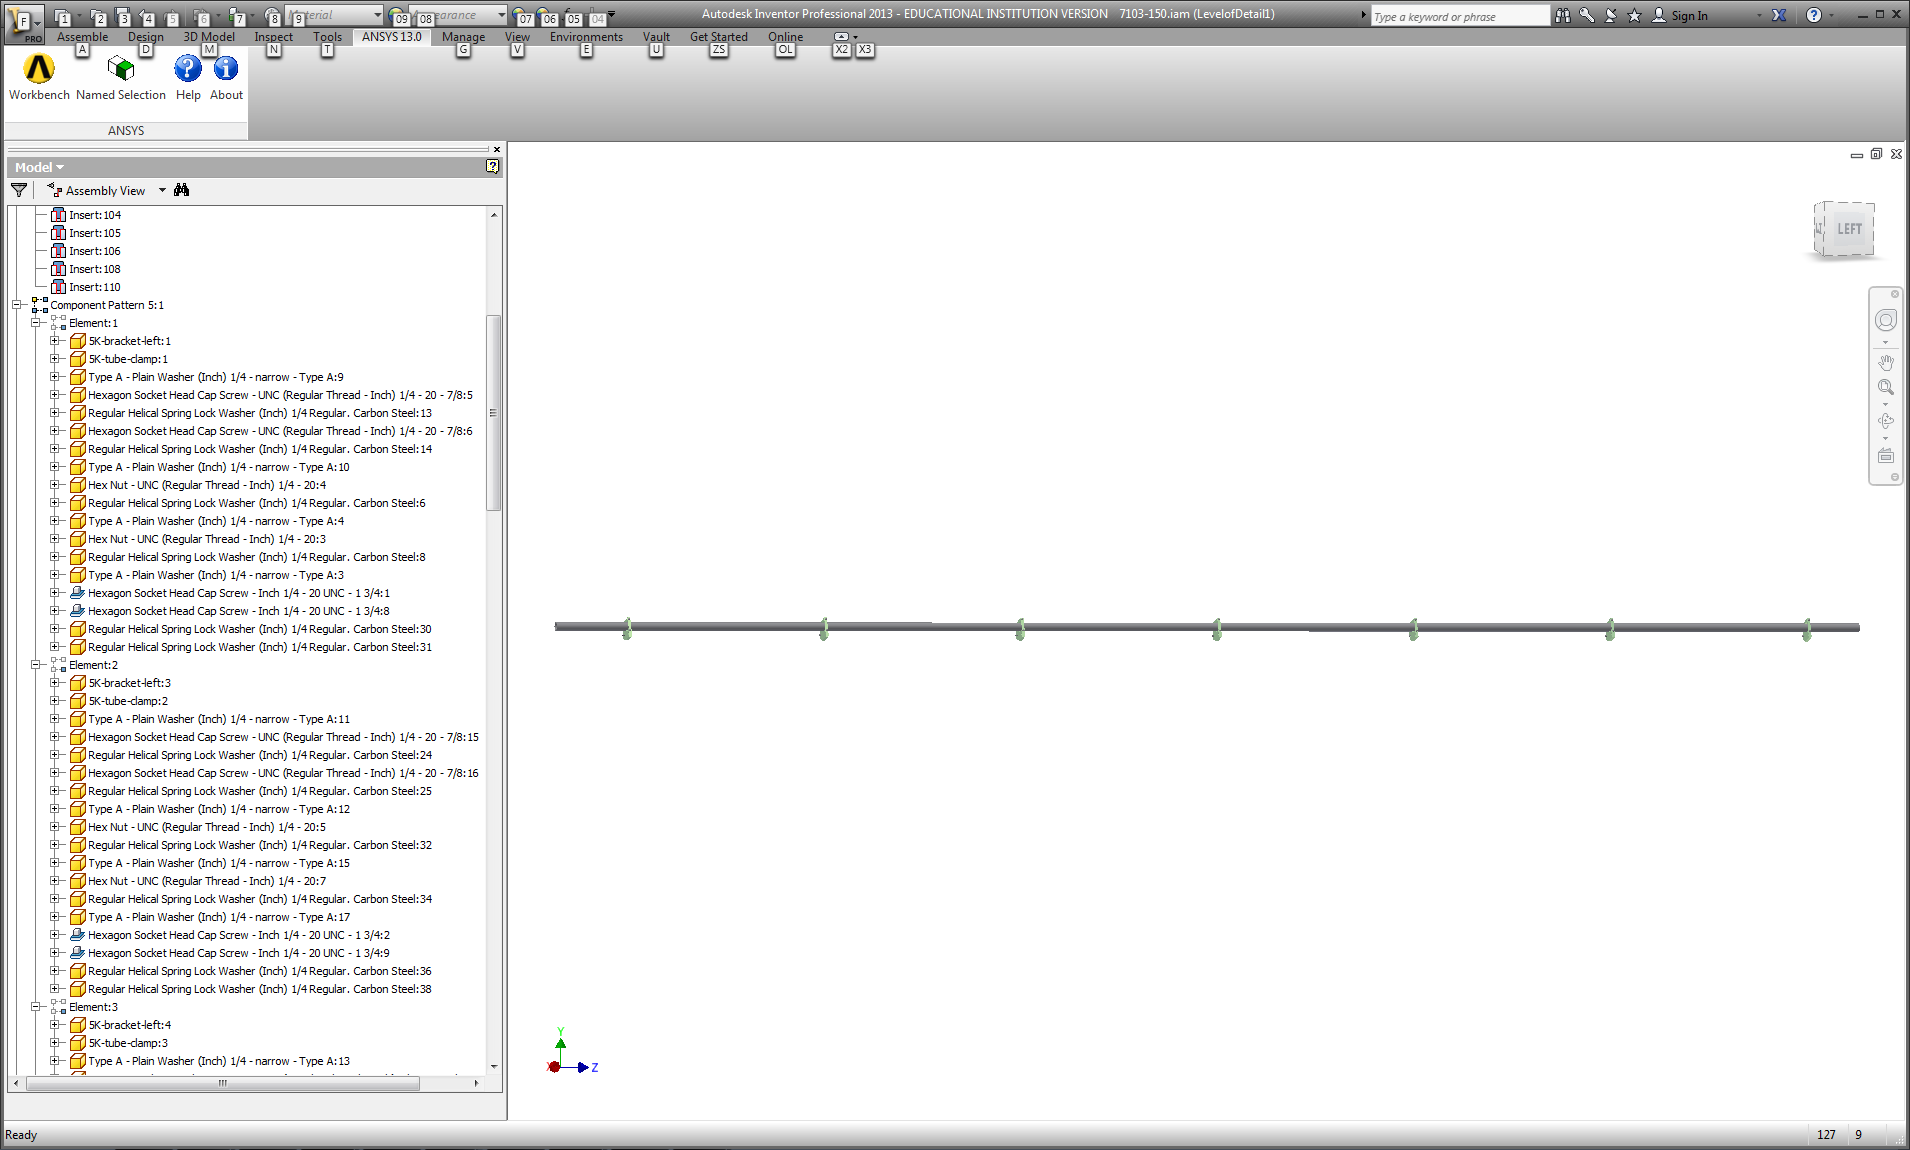 Autodesk Inventor Professional 2013 - EDUCATIONAL INSTITUTION VERSION 7103-150.iam (LevelofDetail1)
Type a keyword or phrase
Sign In
F
PRO
1 2 3 4 5 6 7 8 9 Material 09 08 Appearance 07 06 05 04
Assemble Design 3D Model Inspect Tools ANSYS 13.0 Manage View Environments Vault Get Started Online
A D M N T G V E U ZS OL X2 X3
Workbench Named Selection Help About
ANSYS
Model
Assembly View
Insert:104
Insert:105
Insert:106
Insert:108
Insert:110
Component Pattern 5:1
Element:1
5K-bracket-left:1
5K-tube-clamp:1
Type A - Plain Washer (Inch) 1/4 - narrow - Type A:9
Hexagon Socket Head Cap Screw - UNC (Regular Thread - Inch) 1/4 - 20 - 7/8:5
Regular Helical Spring Lock Washer (Inch) 1/4 Regular. Carbon Steel:13
Hexagon Socket Head Cap Screw - UNC (Regular Thread - Inch) 1/4 - 20 - 7/8:6
Regular Helical Spring Lock Washer (Inch) 1/4 Regular. Carbon Steel:14
Type A - Plain Washer (Inch) 1/4 - narrow - Type A:10
Hex Nut - UNC (Regular Thread - Inch) 1/4 - 20:4
Regular Helical Spring Lock Washer (Inch) 1/4 Regular. Carbon Steel:6
Type A - Plain Washer (Inch) 1/4 - narrow - Type A:4
Hex Nut - UNC (Regular Thread - Inch) 1/4 - 20:3
Regular Helical Spring Lock Washer (Inch) 1/4 Regular. Carbon Steel:8
Type A - Plain Washer (Inch) 1/4 - narrow - Type A:3
Hexagon Socket Head Cap Screw - Inch 1/4 - 20 UNC - 1 3/4:1
Hexagon Socket Head Cap Screw - Inch 1/4 - 20 UNC - 1 3/4:8
Regular Helical Spring Lock Washer (Inch) 1/4 Regular. Carbon Steel:30
Regular Helical Spring Lock Washer (Inch) 1/4 Regular. Carbon Steel:31
Element:2
5K-bracket-left:3
5K-tube-clamp:2
Type A - Plain Washer (Inch) 1/4 - narrow - Type A:11
Hexagon Socket Head Cap Screw - UNC (Regular Thread - Inch) 1/4 - 20 - 7/8:15
Regular Helical Spring Lock Washer (Inch) 1/4 Regular. Carbon Steel:24
Hexagon Socket Head Cap Screw - UNC (Regular Thread - Inch) 1/4 - 20 - 7/8:16
Regular Helical Spring Lock Washer (Inch) 1/4 Regular. Carbon Steel:25
Type A - Plain Washer (Inch) 1/4 - narrow - Type A:12
Hex Nut - UNC (Regular Thread - Inch) 1/4 - 20:5
Regular Helical Spring Lock Washer (Inch) 1/4 Regular. Carbon Steel:32
Type A - Plain Washer (Inch) 1/4 - narrow - Type A:15
Hex Nut - UNC (Regular Thread - Inch) 1/4 - 20:7
Regular Helical Spring Lock Washer (Inch) 1/4 Regular. Carbon Steel:34
Type A - Plain Washer (Inch) 1/4 - narrow - Type A:17
Hexagon Socket Head Cap Screw - Inch 1/4 - 20 UNC - 1 3/4:2
Hexagon Socket Head Cap Screw - Inch 1/4 - 20 UNC - 1 3/4:9
Regular Helical Spring Lock Washer (Inch) 1/4 Regular. Carbon Steel:36
Regular Helical Spring Lock Washer (Inch) 1/4 Regular. Carbon Steel:38
Element:3
5K-bracket-left:4
5K-tube-clamp:3
Type A - Plain Washer (Inch) 1/4 - narrow - Type A:13
LEFT
Y
X
Z
Ready
127 9